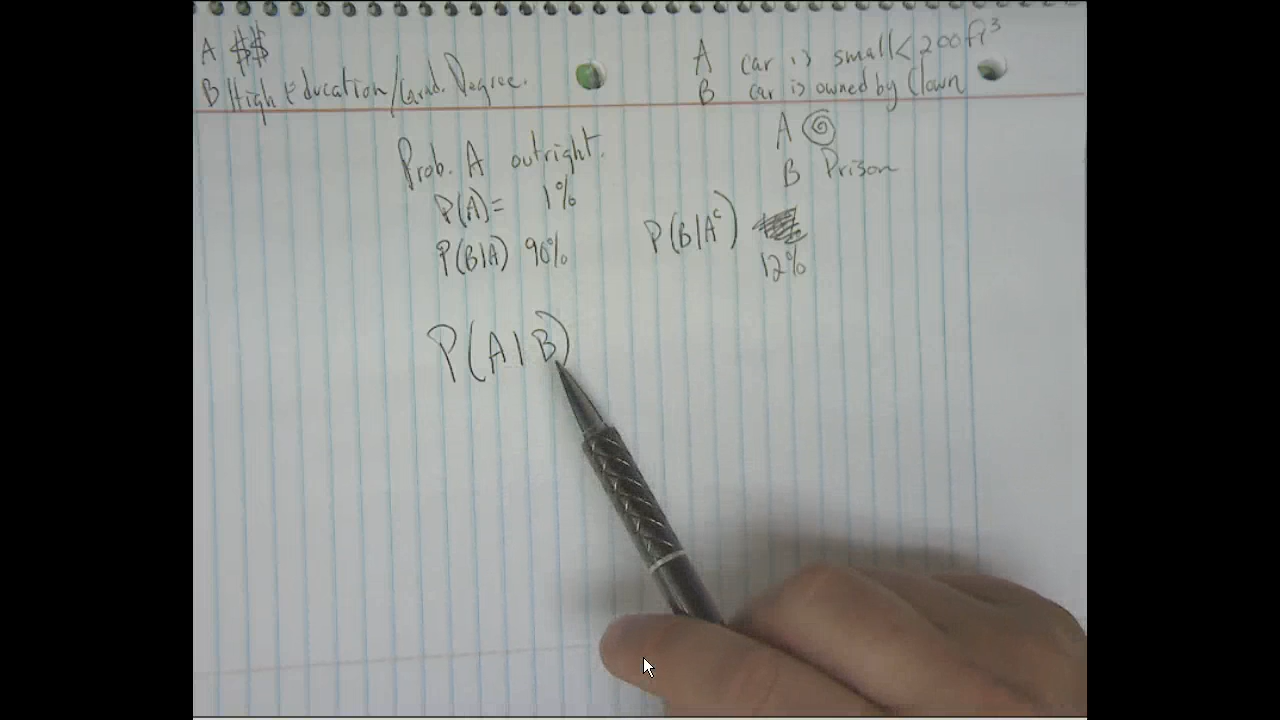 A $$
B High Education/Grad. Degree.
A car is small < 200 ft³
B car is owned by Clown
A
B Prison
Prob. A outright.
P(A)= 1%
P(B|A) 90%
P(B|Aᶜ)
12%
P(A|B)